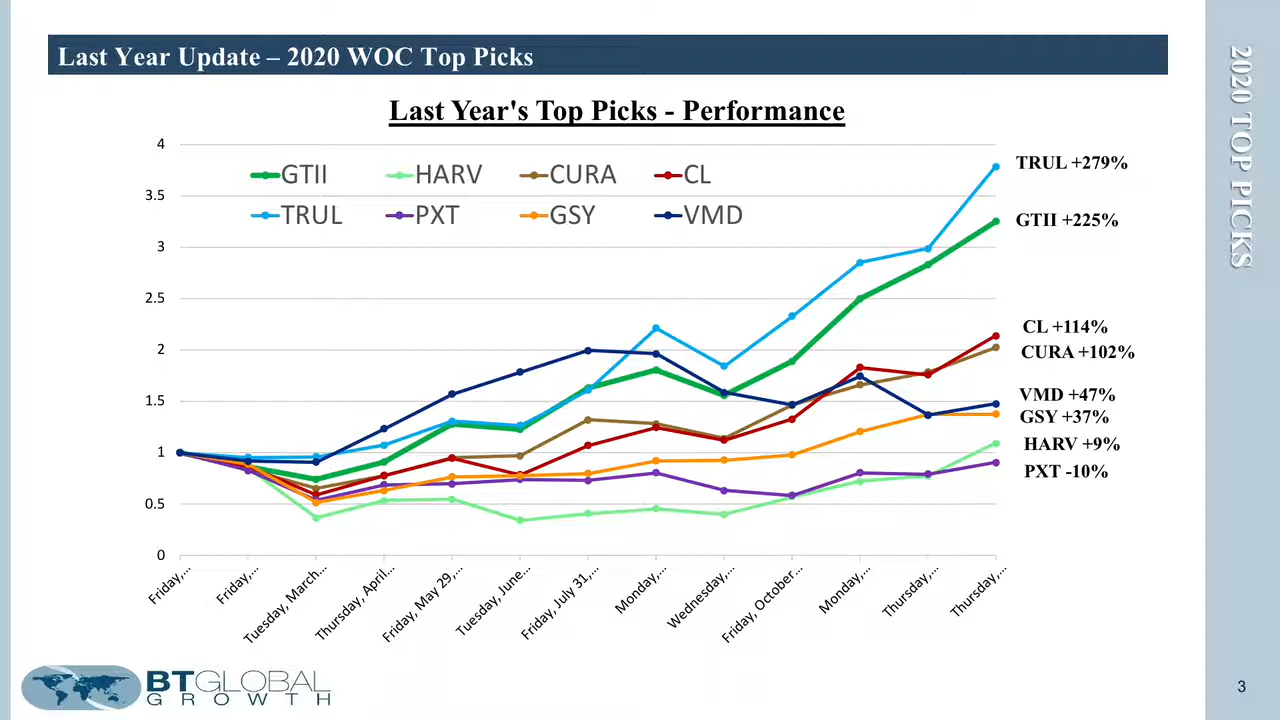 Last Year Update – 2020 WOC Top Picks
2020 TOP PICKS
Last Year's Top Picks - Performance
GTII HARV CURA CL
TRUL PXT GSY VMD
4
3.5
3
2.5
2
1.5
1
0.5
0
TRUL +279%
GTII +225%
CL +114%
CURA +102%
VMD +47%
GSY +37%
HARV +9%
PXT -10%
Friday,...
Friday,...
Tuesday, March...
Thursday, April...
Friday, May 29,...
Tuesday, June...
Friday, July 31,...
Monday,...
Wednesday,...
Friday, October...
Monday,...
Thursday,...
Thursday,...
BTGLOBAL
GROWTH
3